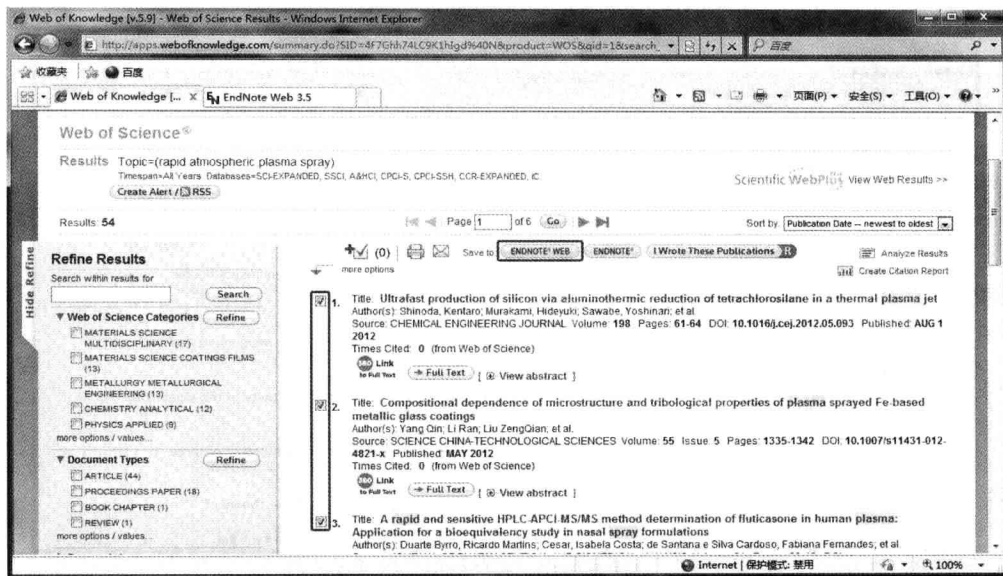 Web of Knowledge [v.5.9] - Web of Science Results - Windows Internet Explorer
百度
收藏夹 百度
Web of Knowledge [... X EN EndNote Web 3.5 页面(P) 安全(S) 工具(O)
Web of Science®
Results Topic=(rapid atmospheric plasma spray)
Timespan=All Years. Databases=SCI-EXPANDED, SSCI, A&HCI, CPCI-S, CPCI-SSH, CCR-EXPANDED, IC.
Scientific WebPlus View Web Results >>
Create Alert / RSS
Results: 54 Page 1 of 6 Go Sort by: Publication Date -- newest to oldest
Hide Refine
Refine Results
Search within results for
Search
Web of Science Categories Refine
MATERIALS SCIENCE
MULTIDISCIPLINARY (17)
MATERIALS SCIENCE COATINGS FILMS
(13)
METALLURGY METALLURGICAL
ENGINEERING (13)
CHEMISTRY ANALYTICAL (12)
PHYSICS APPLIED (9)
more options / values...
Document Types Refine
ARTICLE (44)
PROCEEDINGS PAPER (18)
BOOK CHAPTER (1)
REVIEW (1)
more options / values...
(0) Save to: ENDNOTE® WEB ENDNOTE® I Wrote These Publications R Analyze Results
more options Create Citation Report
1. Title: Ultrafast production of silicon via aluminothermic reduction of tetrachlorosilane in a thermal plasma jet
Author(s): Shinoda, Kentaro; Murakami, Hideyuki; Sawabe, Yoshinari; et al.
Source: CHEMICAL ENGINEERING JOURNAL Volume: 198 Pages: 61-64 DOI: 10.1016/j.cej.2012.05.093 Published: AUG 1
2012
Times Cited: 0 (from Web of Science)
360 Link to Full Text Full Text [ View abstract ]
2. Title: Compositional dependence of microstructure and tribological properties of plasma sprayed Fe-based
metallic glass coatings
Author(s): Yang Qin; Li Ran; Liu ZengQian; et al.
Source: SCIENCE CHINA-TECHNOLOGICAL SCIENCES Volume: 55 Issue: 5 Pages: 1335-1342 DOI: 10.1007/s11431-012-
4821-x Published: MAY 2012
Times Cited: 0 (from Web of Science)
360 Link to Full Text Full Text [ View abstract ]
3. Title: A rapid and sensitive HPLC-APCI-MS/MS method determination of fluticasone in human plasma:
Application for a bioequivalency study in nasal spray formulations
Author(s): Duarte Byrro, Ricardo Martins; Cesar, Isabela Costa; de Santana e Silva Cardoso, Fabiana Fernandes; et al.
Internet | 保护模式: 禁用 100%